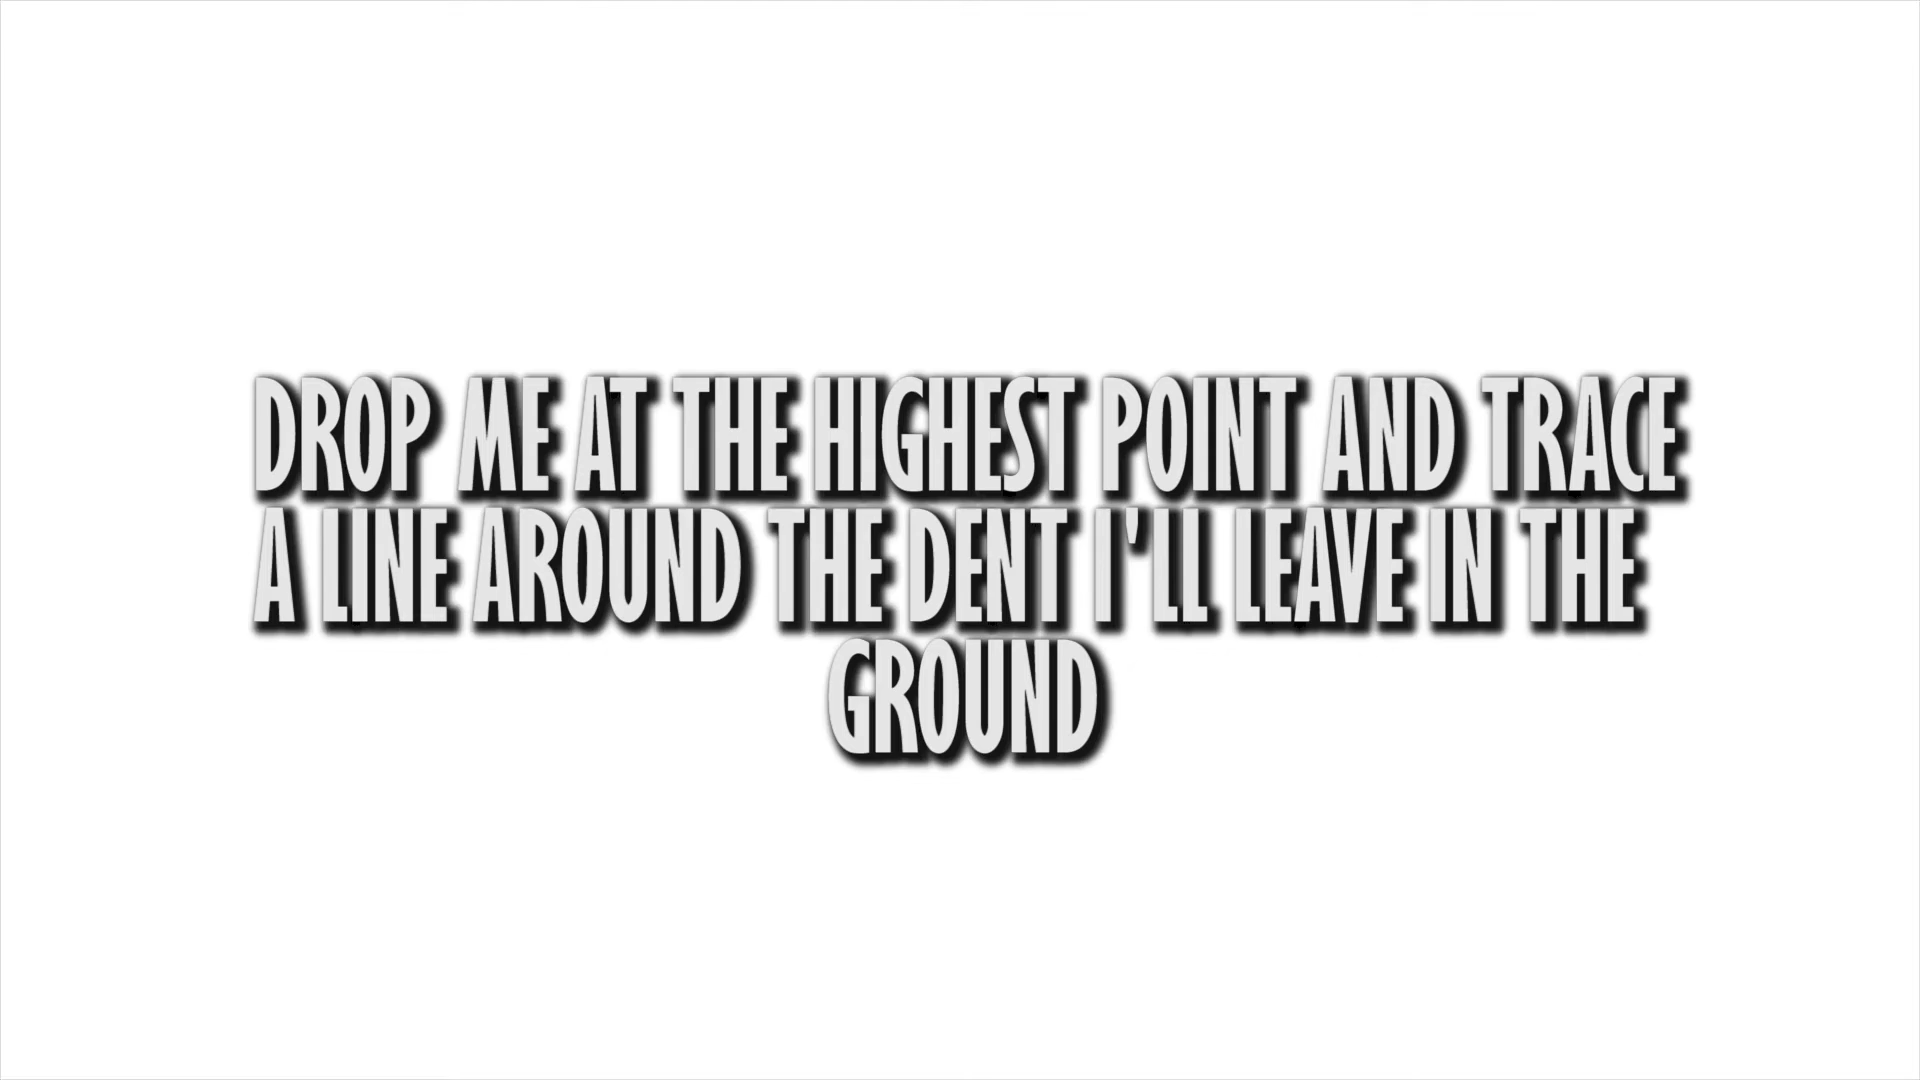 DROP ME AT THE HIGHEST POINT AND TRACE
A LINE AROUND THE DENT I'LL LEAVE IN THE
GROUND